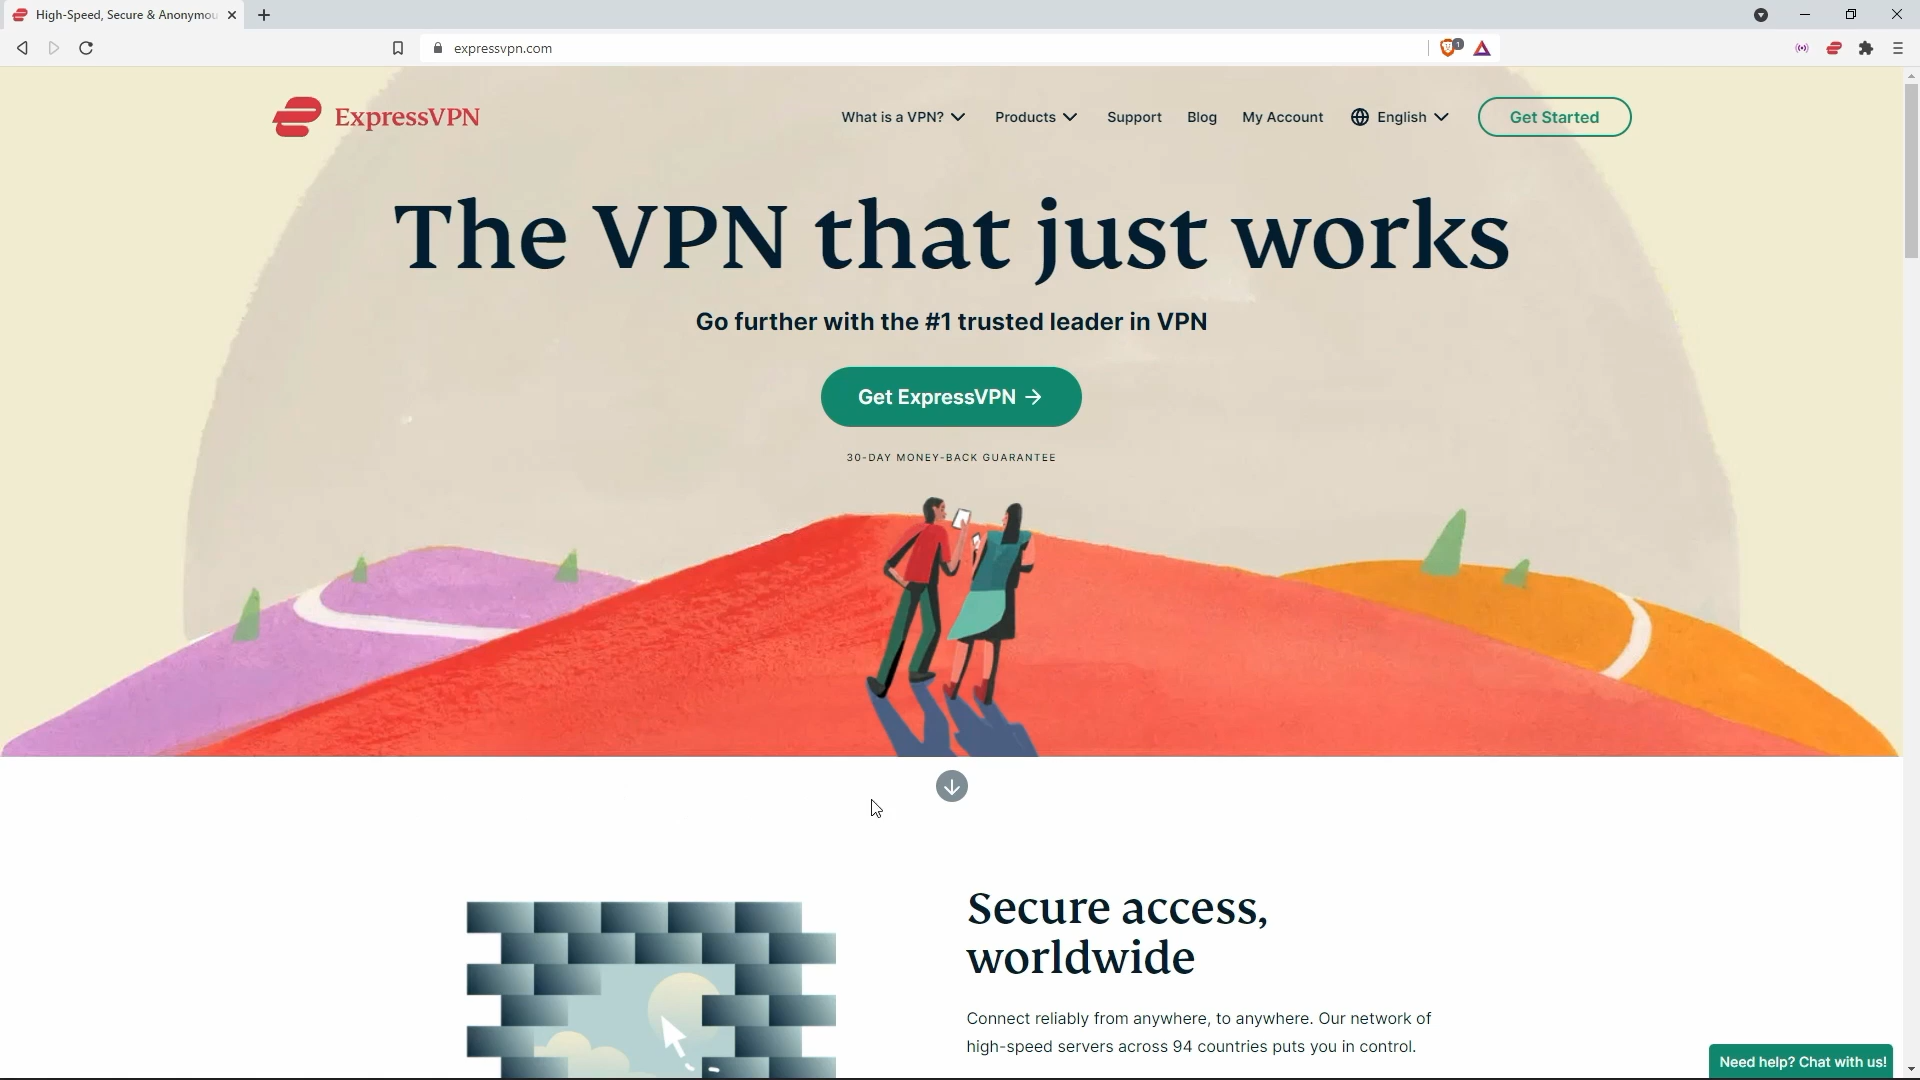 High-Speed, Secure & Anonymou
expressvpn.com
1
ExpressVPN
What is a VPN?
Products
Support
Blog
My Account
English
Get Started
The VPN that just works
Go further with the #1 trusted leader in VPN
Get ExpressVPN →
30-DAY MONEY-BACK GUARANTEE
Secure access,
worldwide
Connect reliably from anywhere, to anywhere. Our network of
high-speed servers across 94 countries puts you in control.
Need help? Chat with us!